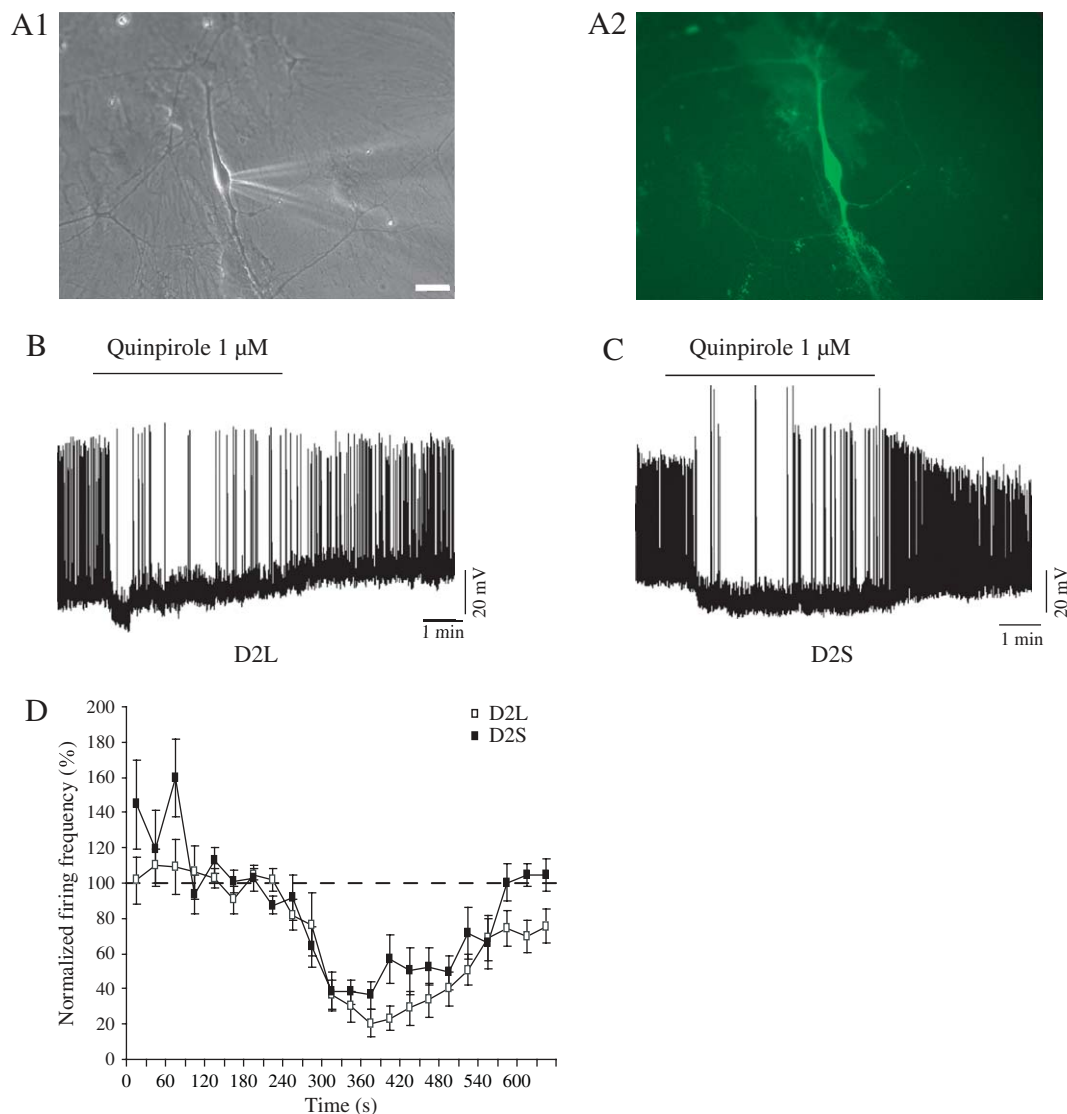 A1
A2
B
Quinpirole 1 µM
20 mV
1 min
D2L
C
Quinpirole 1 µM
20 mV
1 min
D2S
D
D2L
D2S
Normalized firing frequency (%)
200
180
160
140
120
100
80
60
40
20
0
0 60 120 180 240 300 360 420 480 540 600
Time (s)